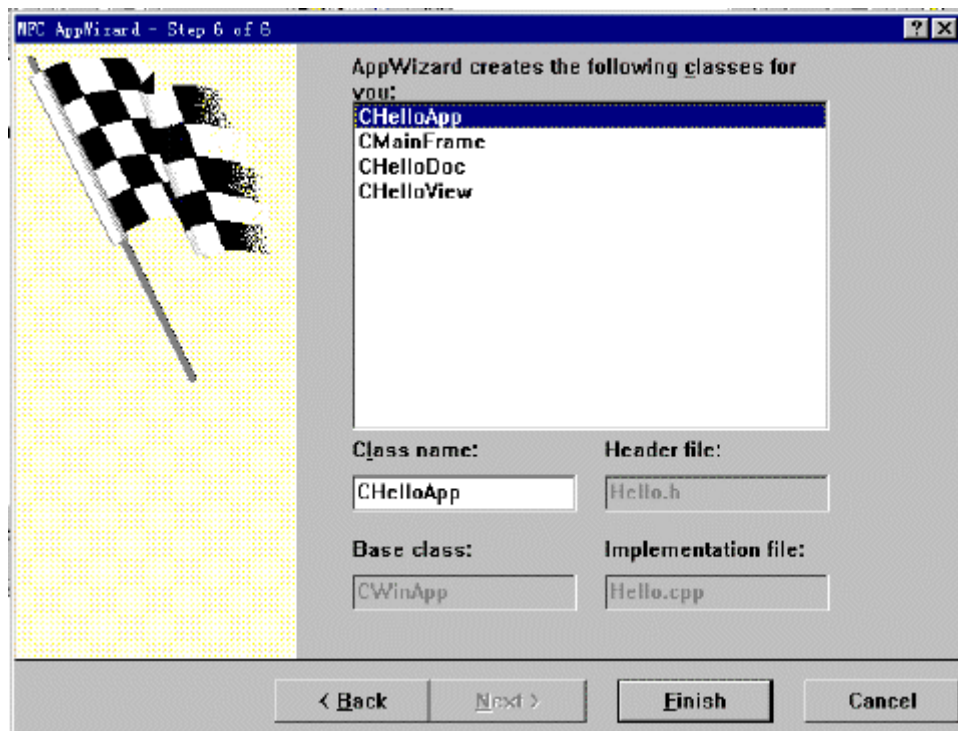 MFC AppWizard - Step 6 of 6
? X
AppWizard creates the following classes for
you:
CHelloApp
CMainFrame
CHelloDoc
CHelloView
Class name:
Header file:
CHelloApp
Hello.h
Base class:
Implementation file:
CWinApp
Hello.cpp
< Back
Next >
Finish
Cancel